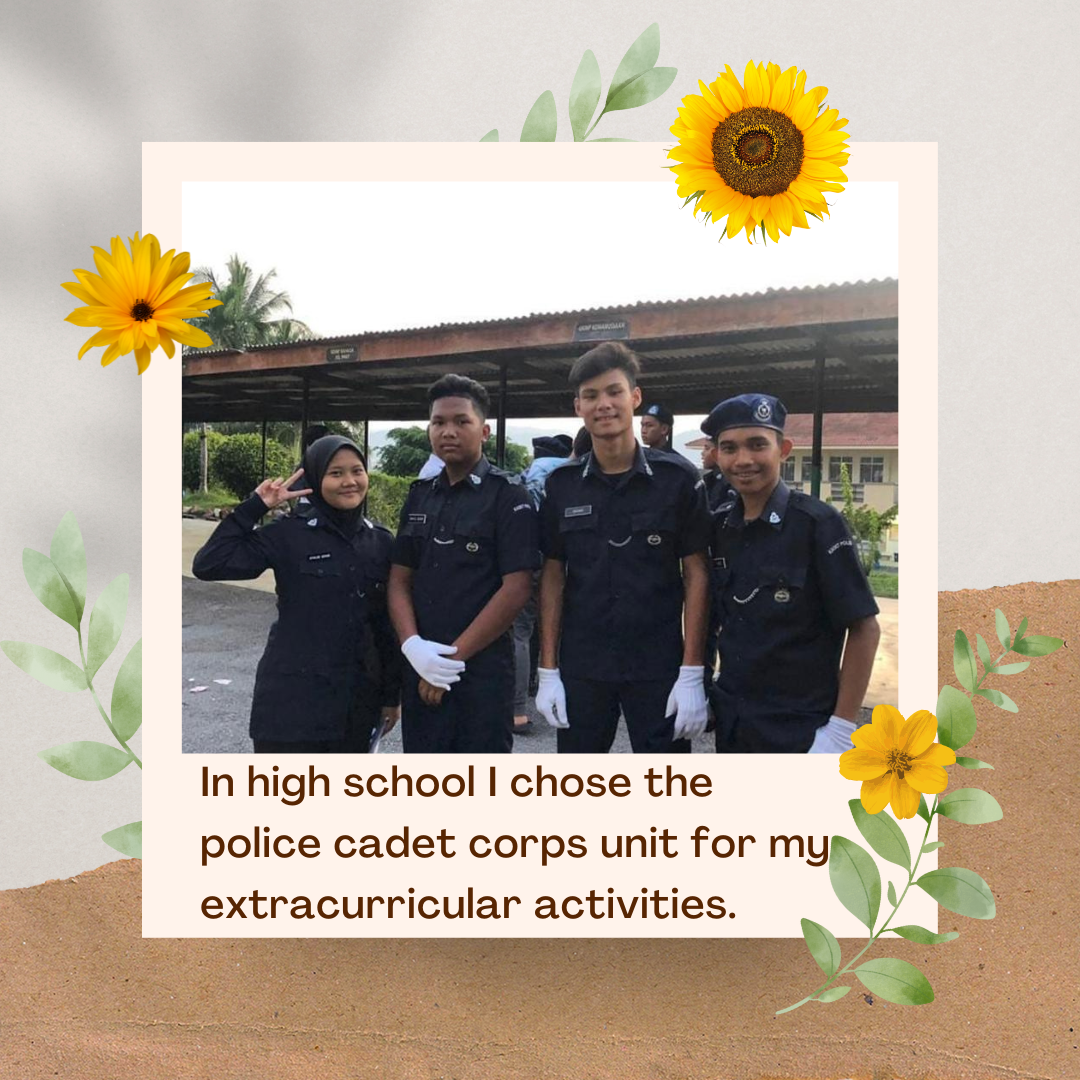 In high school I chose the
police cadet corps unit for my
extracurricular activities.